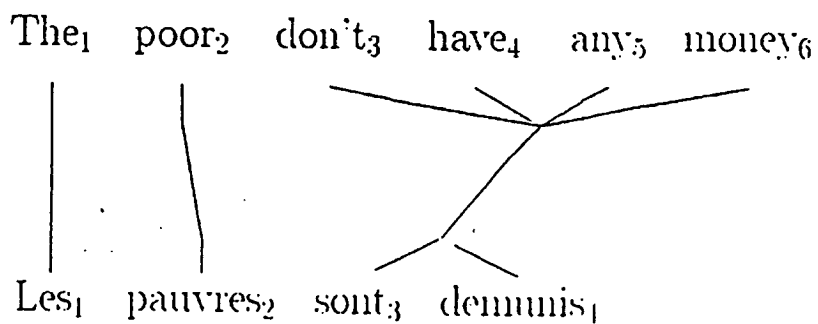 The₁ poor₂ don't₃ have₄ any₅ money₆
Les₁ pauvres₂ sont₃ demunis₄